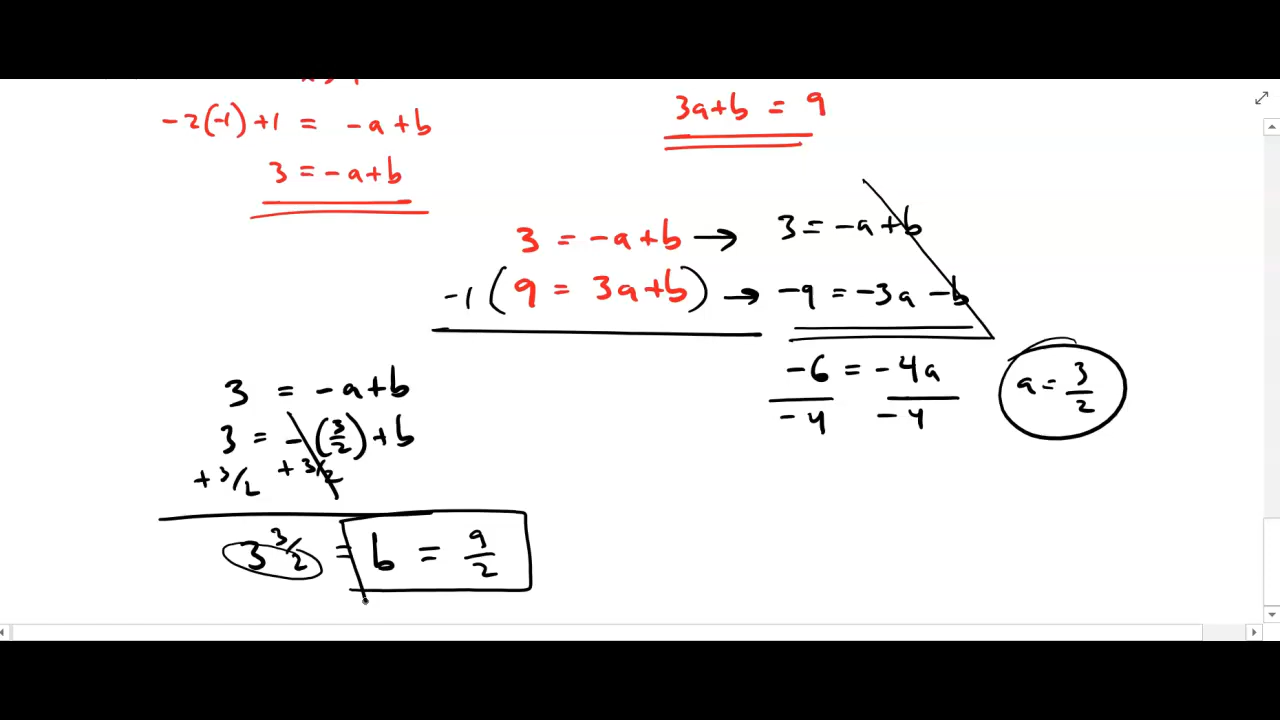 -2(-1)+1 = -a+b
3 = -a+b
3a+b = 9
3 = -a+b → 3 = -a+b
-1(9 = 3a+b) → -9 = -3a-b
-6 = -4a
-4 -4
a = 3/2
3 = -a+b
3 = -(3/2)+b
+3/2 +3/2
3 3/2 = b = 9/2